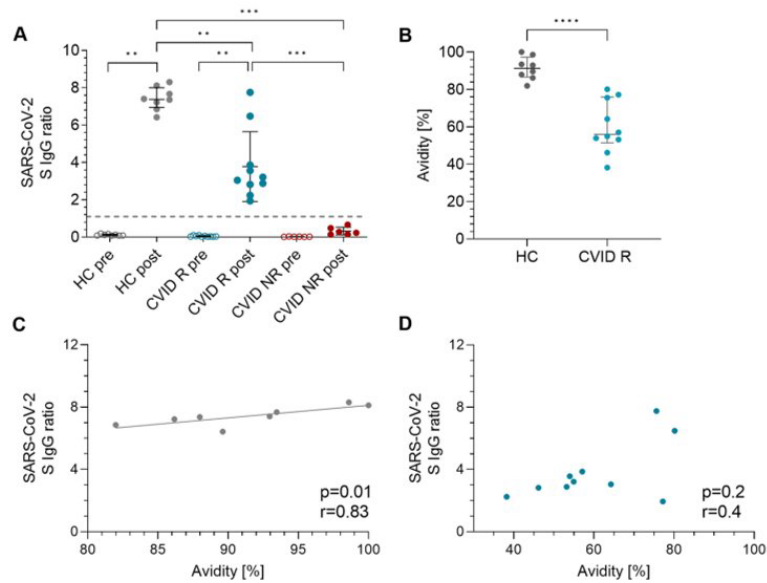 A
***
**
**
**
***
SARS-CoV-2
S IgG ratio
10
8
6
4
2
0
HC pre
HC post
CVID R pre
CVID R post
CVID NR pre
CVID NR post
B
****
Avidity [%]
100
80
60
40
20
0
HC
CVID R
C
SARS-CoV-2
S IgG ratio
12
8
4
0
80
85
90
95
100
Avidity [%]
p=0.01
r=0.83
D
SARS-CoV-2
S IgG ratio
12
8
4
0
40
60
80
100
Avidity [%]
p=0.2
r=0.4